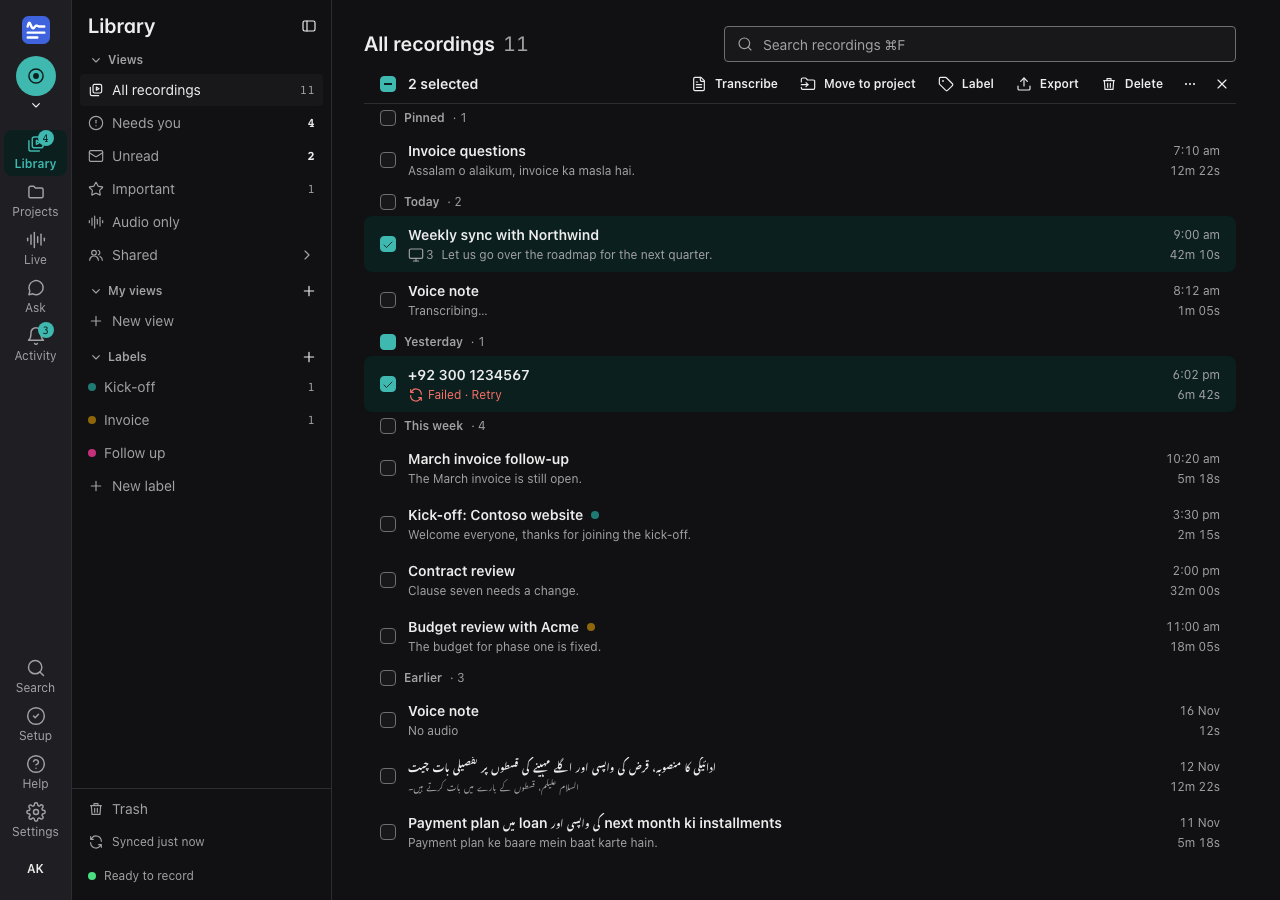 Library
Views
All recordings 11
Needs you 4
Unread 2
Important 1
Audio only
Shared
My views
New view
Labels
Kick-off 1
Invoice 1
Follow up
New label
Trash
Synced just now
Ready to record
4
Library
Projects
Live
Ask
3
Activity
Search
Setup
Help
Settings
AK
All recordings 11
Search recordings ⌘F
2 selected Transcribe Move to project Label Export Delete
Pinned · 1
Invoice questions 7:10 am
Assalam o alaikum, invoice ka masla hai. 12m 22s
Today · 2
Weekly sync with Northwind 9:00 am
3 Let us go over the roadmap for the next quarter. 42m 10s
Voice note 8:12 am
Transcribing... 1m 05s
Yesterday · 1
+92 300 1234567 6:02 pm
Failed · Retry 6m 42s
This week · 4
March invoice follow-up 10:20 am
The March invoice is still open. 5m 18s
Kick-off: Contoso website 3:30 pm
Welcome everyone, thanks for joining the kick-off. 2m 15s
Contract review 2:00 pm
Clause seven needs a change. 32m 00s
Budget review with Acme 11:00 am
The budget for phase one is fixed. 18m 05s
Earlier · 3
Voice note 16 Nov
No audio 12s
ادائیگی کا منصوبہ، قرض کی واپسی اور اگلے مہینے کی قسطوں پر تفصیلی بات چیت 12 Nov
السلام علیکم، قسطوں کے بارے میں بات کرتے ہیں۔ 12m 22s
Payment plan میں loan کی واپسی اور next month ki installments 11 Nov
Payment plan ke baare mein baat karte hain. 5m 18s